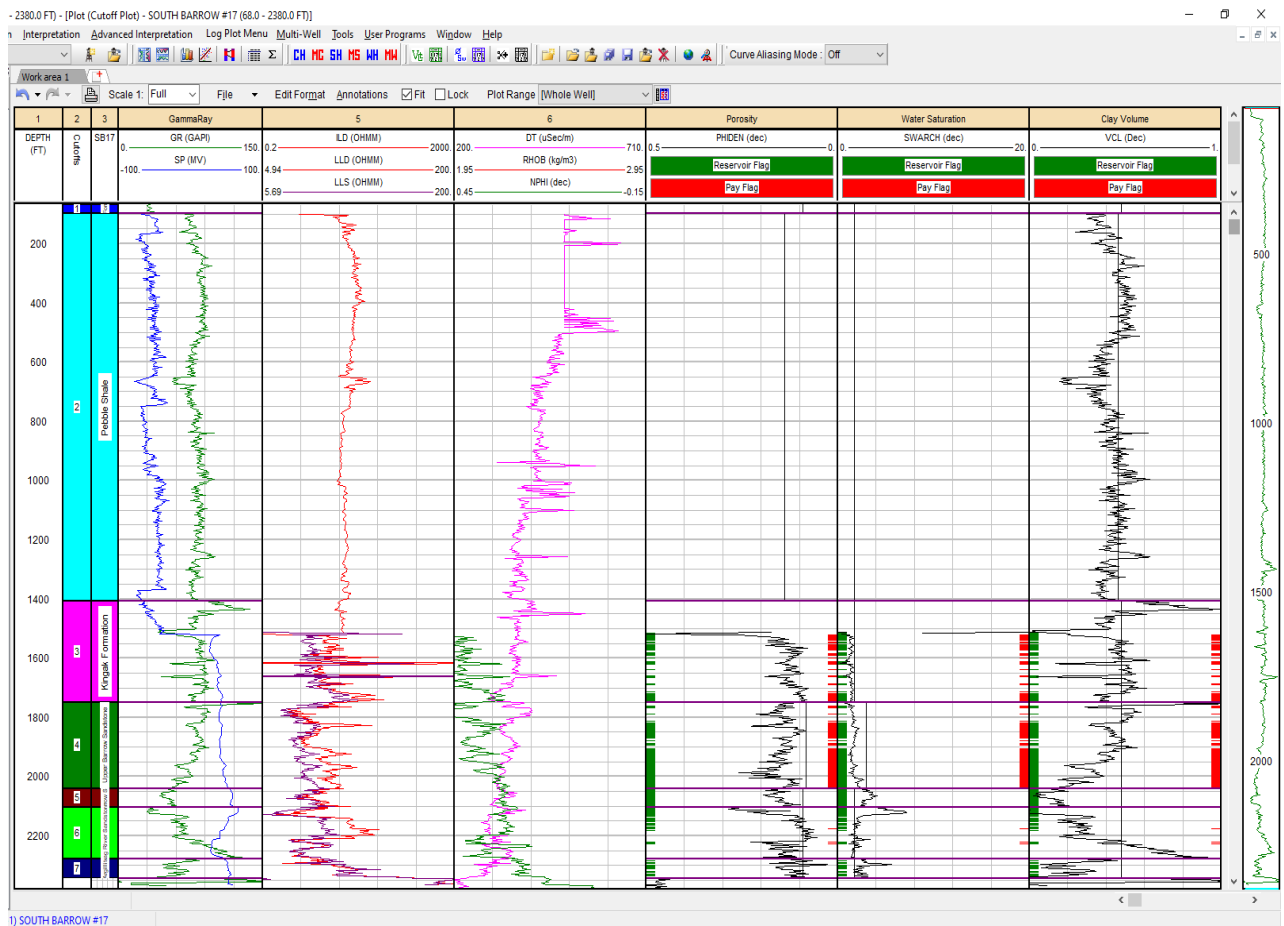 - 2380.0 FT) - [Plot (Cutoff Plot) - SOUTH BARROW #17 (68.0 - 2380.0 FT)]
n Interpretation Advanced Interpretation Log Plot Menu Multi-Well Tools User Programs Window Help
CH MC SH MS WH MW Curve Aliasing Mode : Off
Work area 1
Scale 1: Full File Edit Format Annotations Fit Lock Plot Range [Whole Well]
1 2 3 GammaRay 5 6 Porosity Water Saturation Clay Volume
DEPTH (FT)
Cutoffs
SB17
GR (GAPI)
0. 150.
SP (MV)
-100. 100.
ILD (OHMM)
0.2 2000.
LLD (OHMM)
4.94 200.
LLS (OHMM)
5.69 200.
DT (uSec/m)
200. 710.
RHOB (kg/m3)
1.95 2.95
NPHI (dec)
0.45 -0.15
PHIDEN (dec)
0.5 0.
Reservoir Flag
Pay Flag
SWARCH (dec)
0. 20.
Reservoir Flag
Pay Flag
VCL (Dec)
0. 1.
Reservoir Flag
Pay Flag
1
200
400
600
800
1000
1200
1400
1600
1800
2000
2200
2
Pebble Shale
3
Kingak Formation
4
Upper Barrow Sandstone
5
6
7
500
1000
1500
2000
1) SOUTH BARROW #17